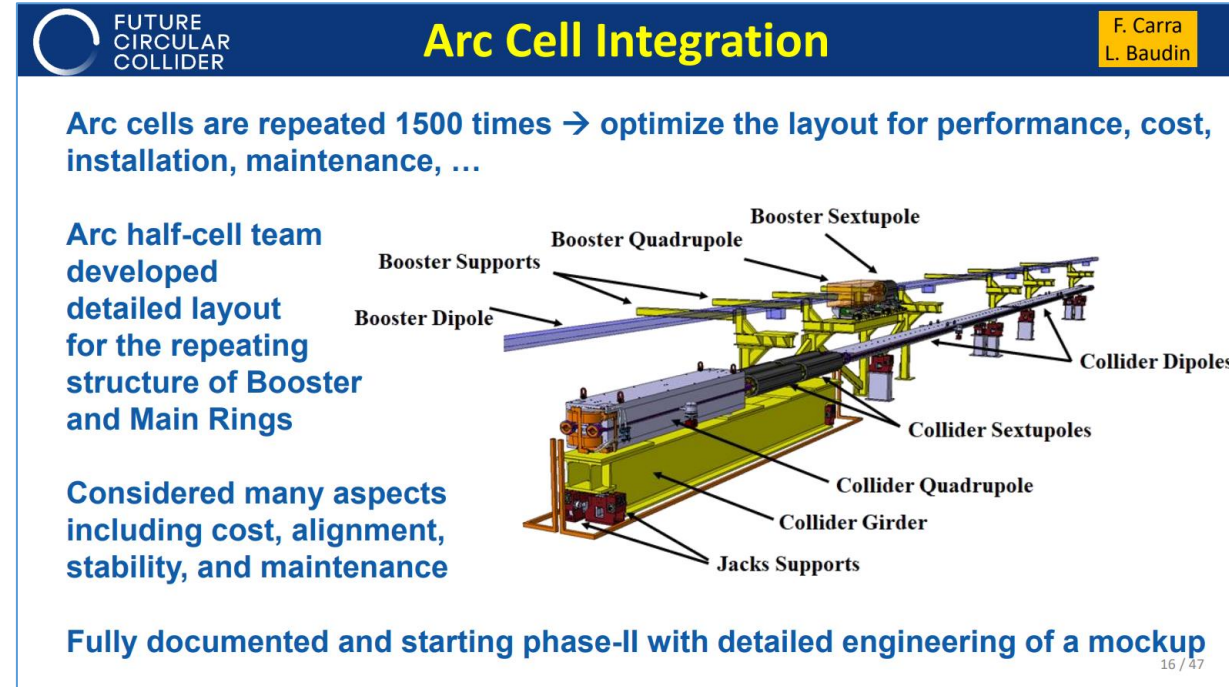 FUTURE
CIRCULAR
COLLIDER
Arc Cell Integration
F. Carra
L. Baudin
Arc cells are repeated 1500 times → optimize the layout for performance, cost,
installation, maintenance, …
Arc half-cell team
developed
detailed layout
for the repeating
structure of Booster
and Main Rings
Considered many aspects
including cost, alignment,
stability, and maintenance
Booster Sextupole
Booster Quadrupole
Booster Supports
Booster Dipole
Collider Dipoles
Collider Sextupoles
Collider Quadrupole
Collider Girder
Jacks Supports
Fully documented and starting phase-II with detailed engineering of a mockup
16 / 47